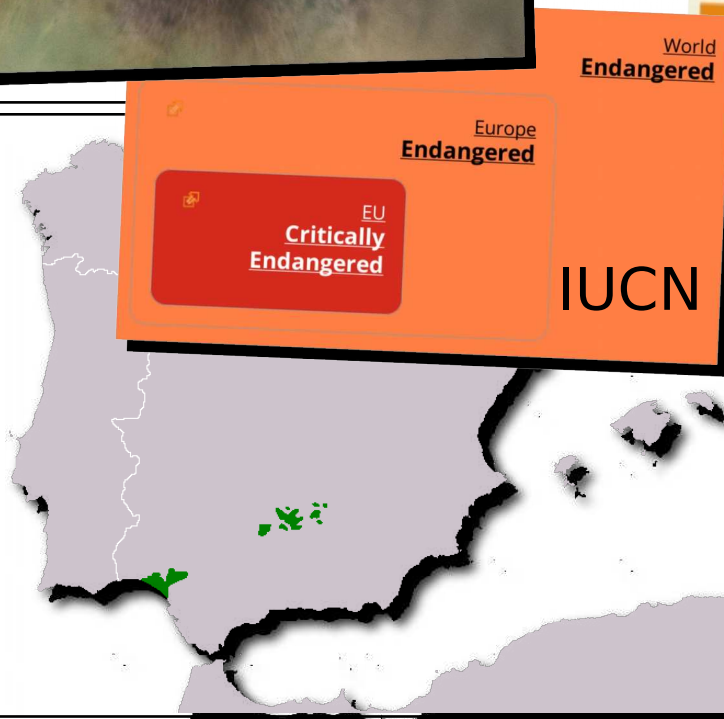 World
Endangered
Europe
Endangered
EU
Critically
Endangered
IUCN